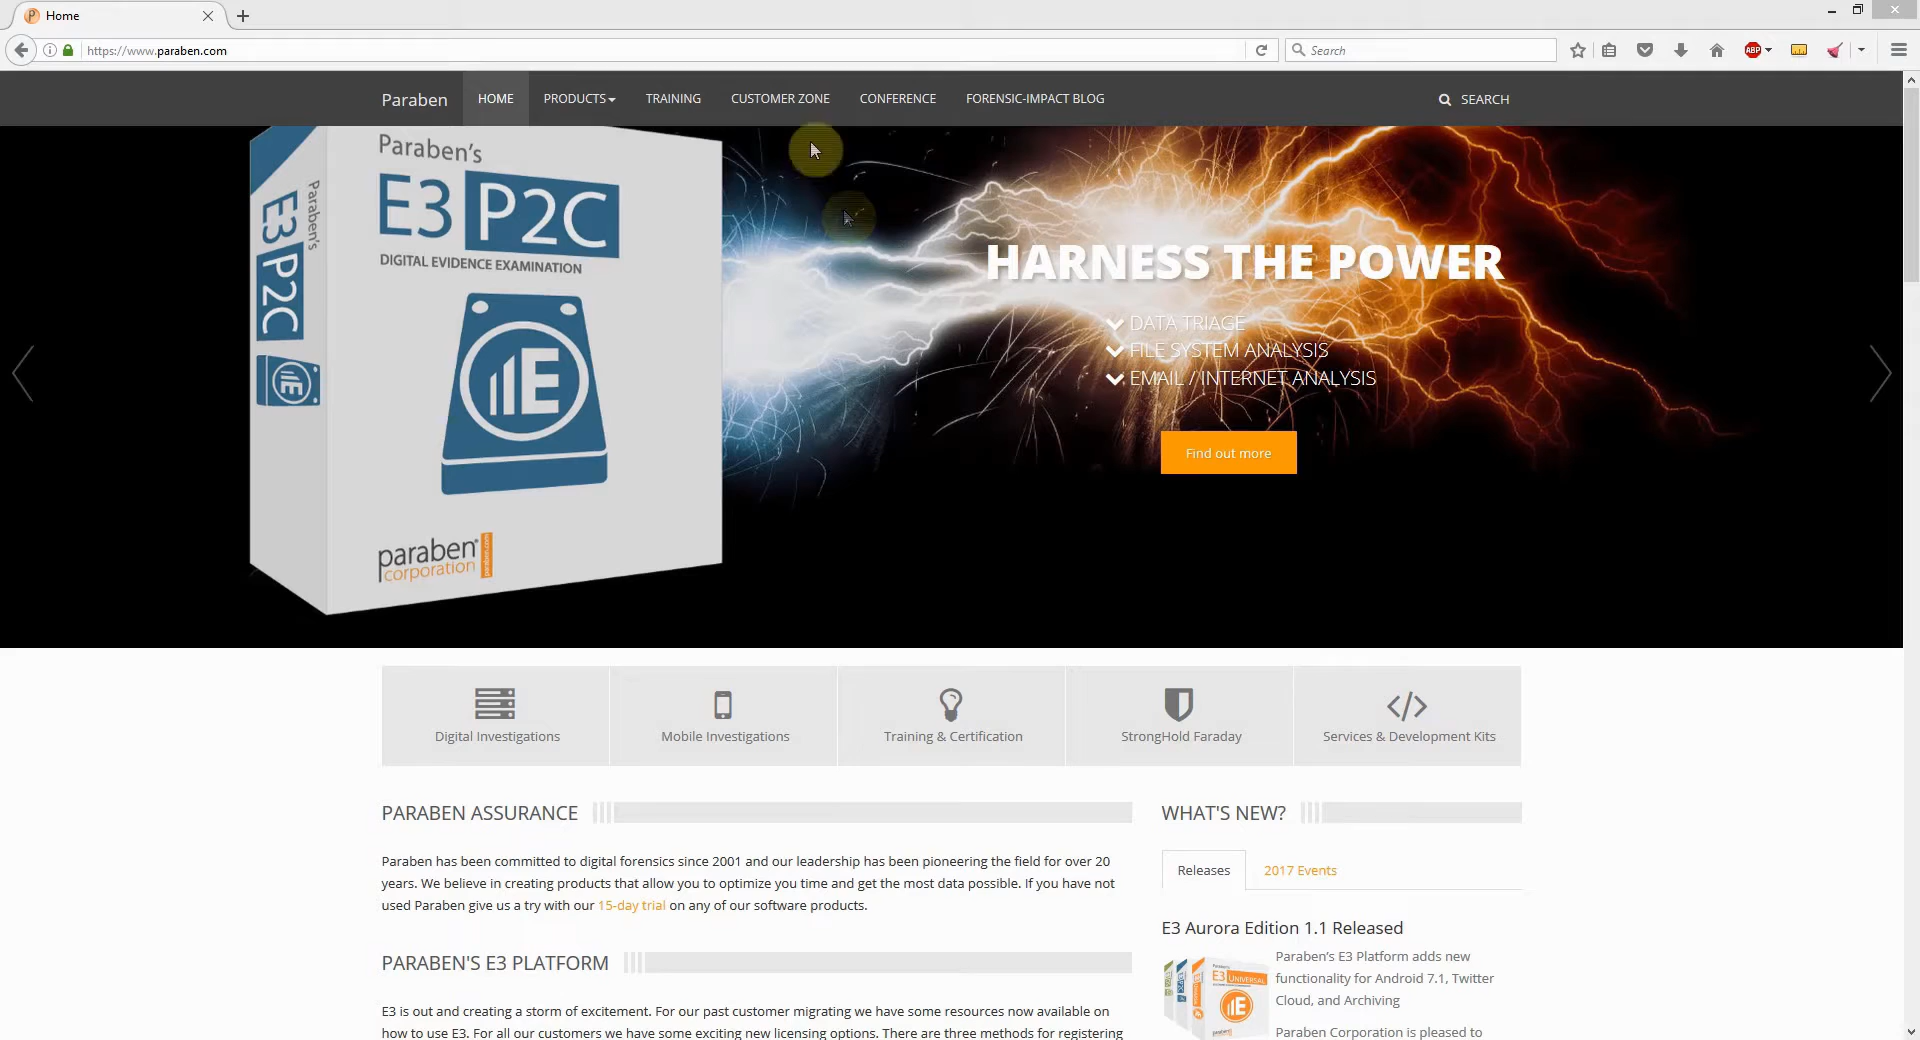 Home
https://www.paraben.com
Search
ABP
Paraben
HOME
PRODUCTS
TRAINING
CUSTOMER ZONE
CONFERENCE
FORENSIC-IMPACT BLOG
SEARCH
Paraben's
E3 P2C
DIGITAL EVIDENCE EXAMINATION
Paraben's
E3 P2C
E
E
paraben
corporation
paraben.com
HARNESS THE POWER
DATA TRIAGE
FILE SYSTEM ANALYSIS
EMAIL / INTERNET ANALYSIS
Find out more
Digital Investigations
Mobile Investigations
Training & Certification
StrongHold Faraday
Services & Development Kits
PARABEN ASSURANCE
Paraben has been committed to digital forensics since 2001 and our leadership has been pioneering the field for over 20
years. We believe in creating products that allow you to optimize you time and get the most data possible. If you have not
used Paraben give us a try with our 15-day trial on any of our software products.
PARABEN'S E3 PLATFORM
E3 is out and creating a storm of excitement. For our past customer migrating we have some resources now available on
how to use E3. For all our customers we have some exciting new licensing options. There are three methods for registering
WHAT'S NEW?
Releases
2017 Events
E3 Aurora Edition 1.1 Released
Paraben's E3 Platform adds new
functionality for Android 7.1, Twitter
Cloud, and Archiving
Paraben Corporation is pleased to
E3 UNIVERSAL